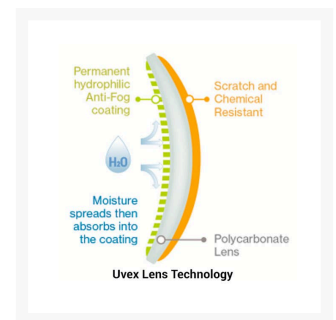 Permanent
hydrophilic
Anti-Fog
coating
Scratch and
Chemical
Resistant
H₂O
Moisture
spreads then
absorbs into
the coating
Polycarbonate
Lens
Uvex Lens Technology